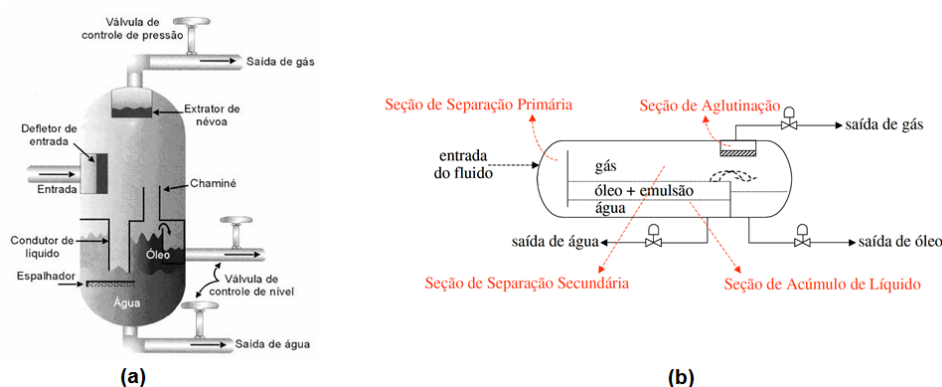 Válvula de
controle de pressão
Saída de gás
Extrator de
névoa
Defletor de
entrada
Entrada
Chaminé
Condutor de
líquido
Óleo
Espalhador
Água
Válvula de
controle de nível
Saída de água
(a)
Seção de Separação
Primária
Seção de Aglutinação
saída de gás
entrada
do fluido
gás
óleo + emulsão
água
saída de água
saída de óleo
Seção de Separação
Secundária
Seção de Acúmulo de Líquido
(b)